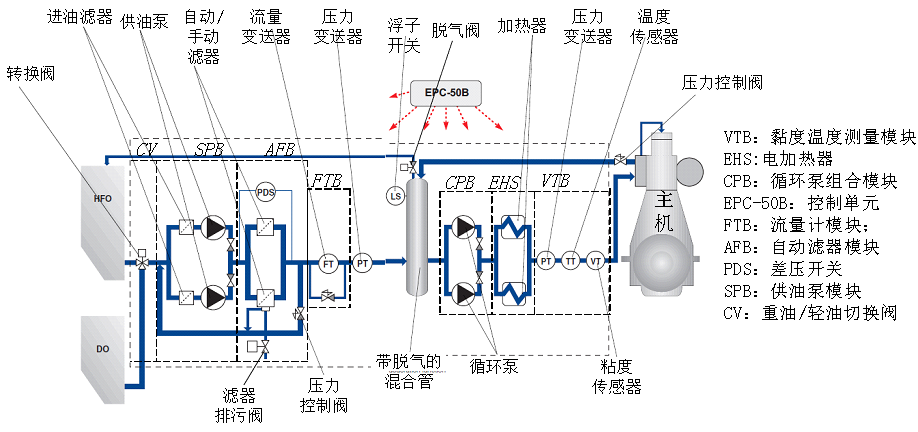 进油滤器
供油泵
自动/
手动
滤器
流量
变送器
压力
变送器
浮子
开关
脱气阀
加热器
压力
变送器
温度
传感器
转换阀
压力控制阀
EPC-50B
CV
SPB
AFB
FTB
CPB
EHS
VTB
HFO
PDS
LS
FT
PT
PT
TT
VT
主
机
DO
滤器
排污阀
压力
控制阀
带脱气的
混合管
循环泵
粘度
传感器
VTB: 黏度温度测量模块
EHS:电加热器
CPB: 循环泵组合模块
EPC-50B: 控制单元
FTB: 流量计模块;
AFB: 自动滤器模块
PDS: 差压开关
SPB: 供油泵模块
CV: 重油/轻油切换阀